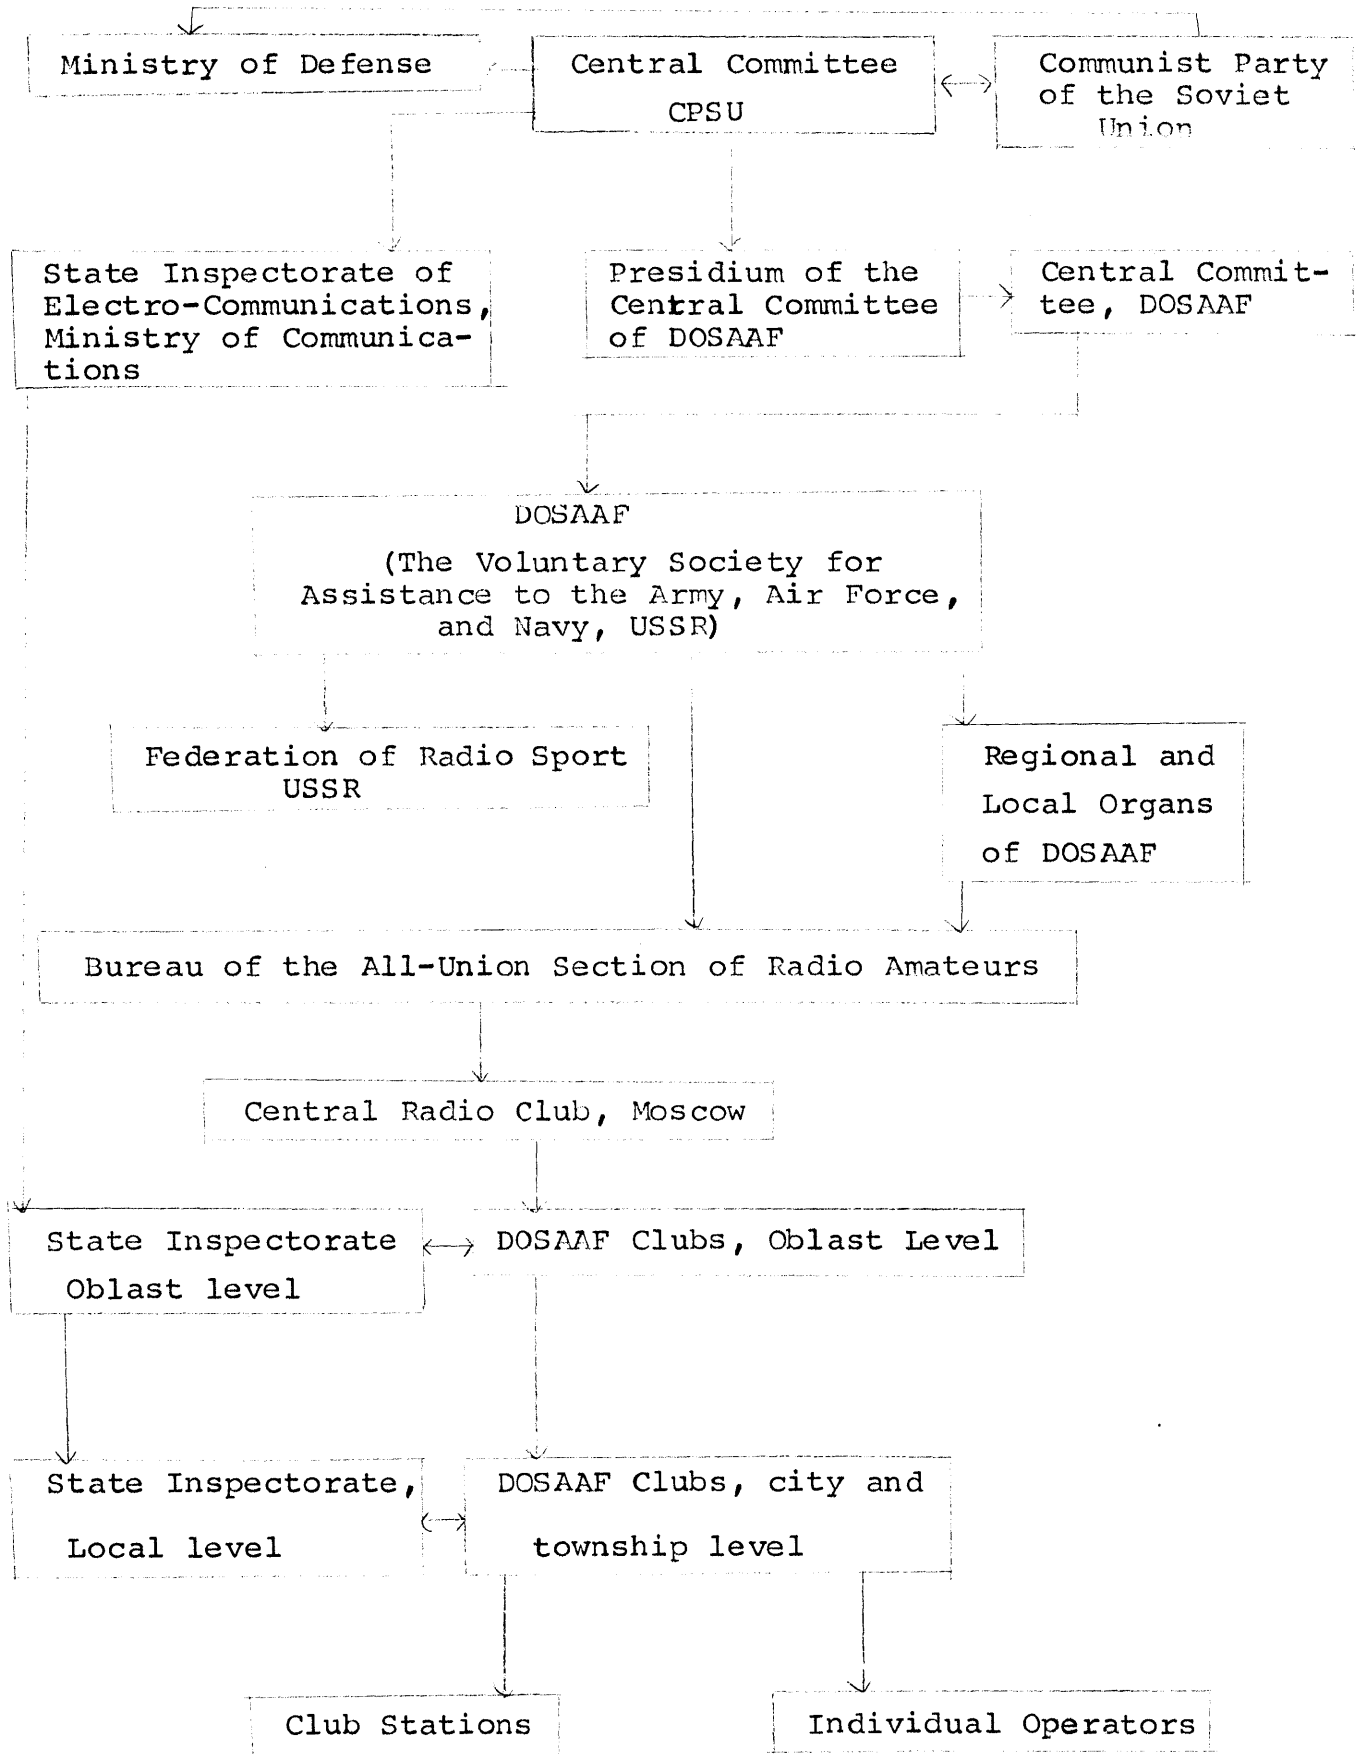 Ministry of Defense
Central Committee
CPSU
Communist Party
of the Soviet
Union
State Inspectorate of
Electro-Communications,
Ministry of Communica-
tions
Presidium of the
Central Committee
of DOSAAF
Central Commit-
tee, DOSAAF
DOSAAF
(The Voluntary Society for
Assistance to the Army, Air Force,
and Navy, USSR)
Federation of Radio Sport
USSR
Regional and
Local Organs
of DOSAAF
Bureau of the All-Union Section of Radio Amateurs
Central Radio Club, Moscow
State Inspectorate
Oblast level
DOSAAF Clubs, Oblast Level
State Inspectorate,
Local level
DOSAAF Clubs, city and
township level
Club Stations
Individual Operators